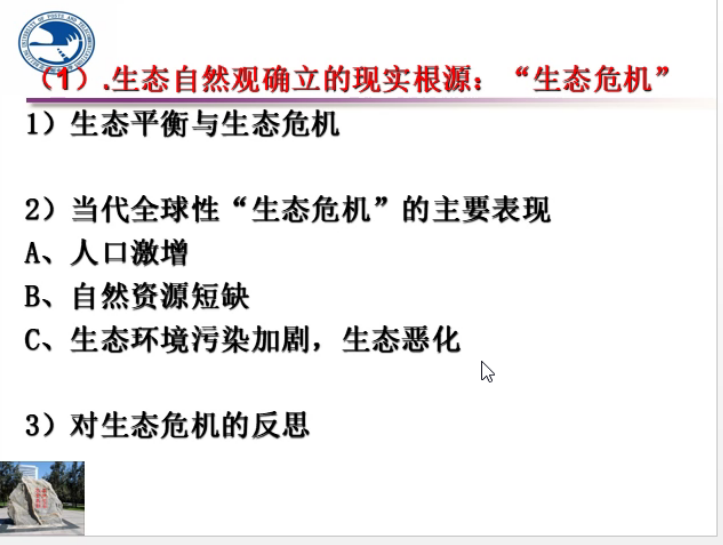 （1）.生态自然观确立的现实根源：“生态危机”
1）生态平衡与生态危机
2）当代全球性“生态危机”的主要表现
A、人口激增
B、自然资源短缺
C、生态环境污染加剧，生态恶化
3）对生态危机的反思